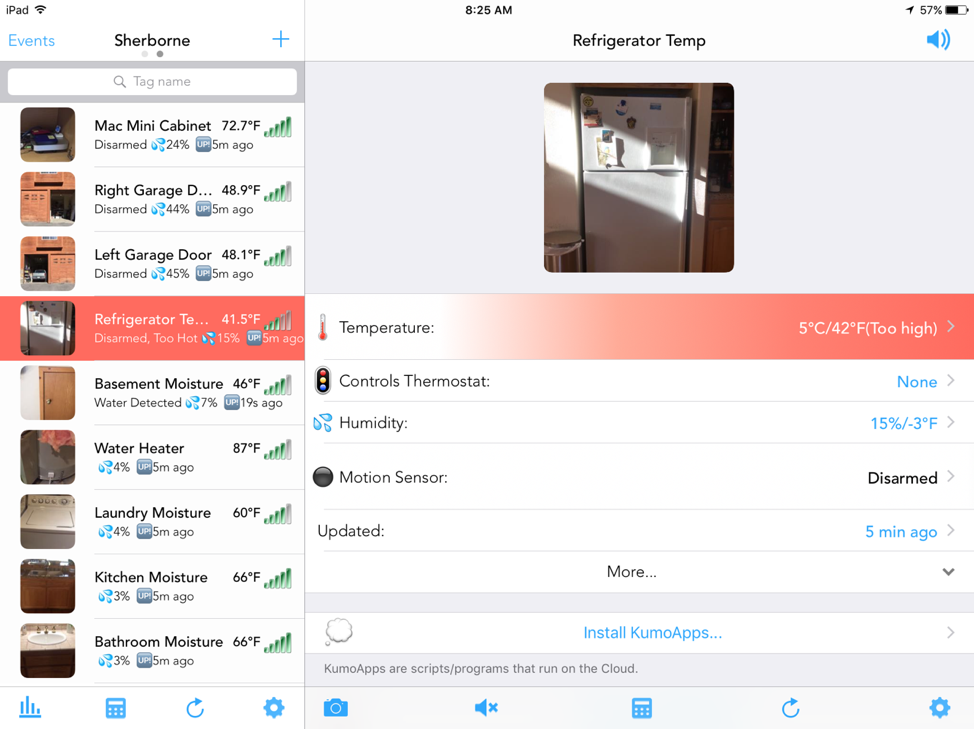 iPad 8:25 AM 57%
Events Sherborne +
Tag name
Mac Mini Cabinet 72.7°F
Disarmed 💦24% UP!5m ago
Right Garage D... 48.9°F
Disarmed 💦44% UP!5m ago
Left Garage Door 48.1°F
Disarmed 💦45% UP!5m ago
Refrigerator Te... 41.5°F
Disarmed, Too Hot 💦15% UP!5m ago
Basement Moisture 46°F
Water Detected 💦7% UP!19s ago
Water Heater 87°F
💦4% UP!5m ago
Laundry Moisture 60°F
💦4% UP!5m ago
Kitchen Moisture 66°F
💦3% UP!5m ago
Bathroom Moisture 66°F
💦3% UP!5m ago
Refrigerator Temp
Temperature: 5°C/42°F(Too high)
Controls Thermostat: None
Humidity: 15%/-3°F
Motion Sensor: Disarmed
Updated: 5 min ago
More...
Install KumoApps...
KumoApps are scripts/programs that run on the Cloud.